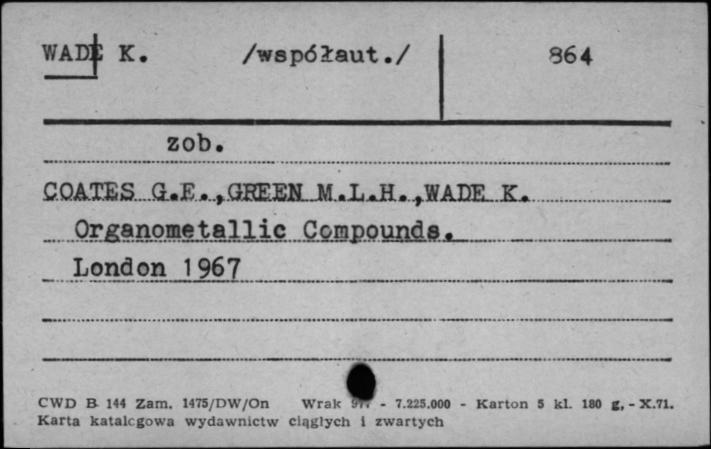 WADE K. /współaut./ 864
zob.
COATES G.E.,GREEN M.L.H.,WADE K.
Organometallic Compounds.
London 1967
CWD B 144 Zam. 1475/DW/On Wrak - 7.225.000 - Karton 5 kl. 180 g, - X.71.
Karta katalogowa wydawnictw ciągłych i zwartych